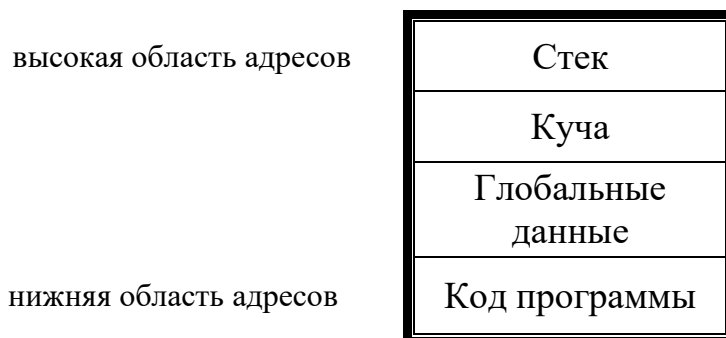 высокая область адресов
Стек
Куча
Глобальные
данные
нижняя область адресов
Код программы